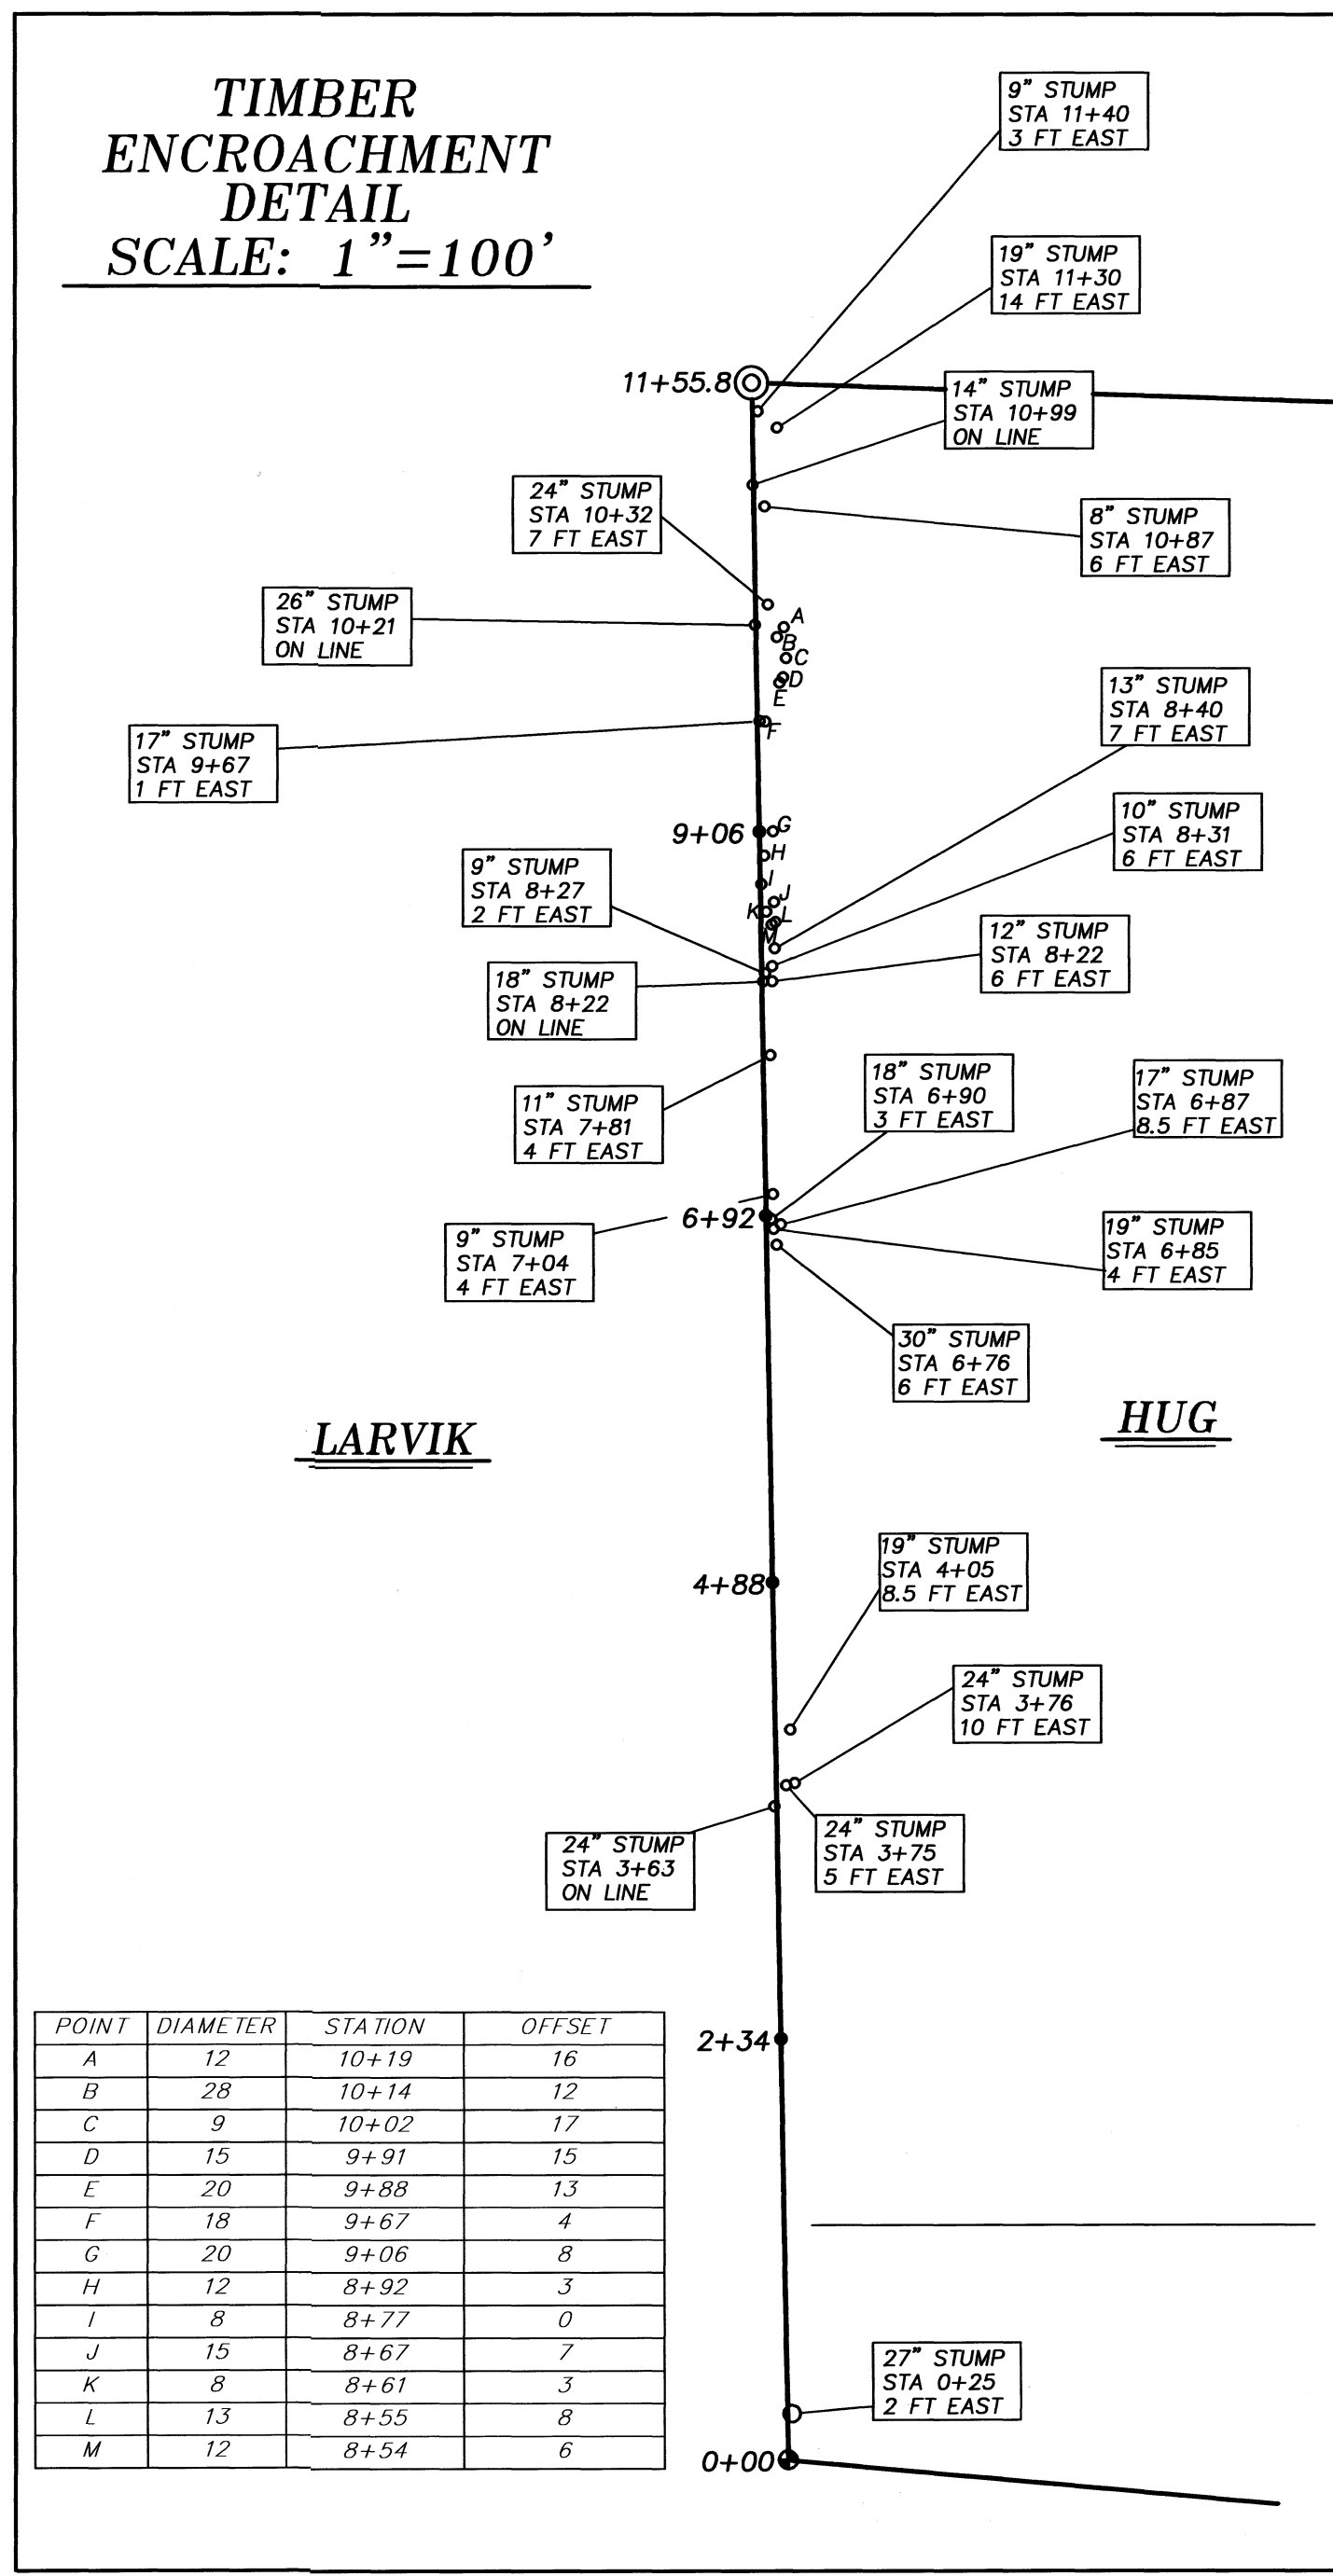 TIMBER
ENCROACHMENT
DETAIL
SCALE: 1"=100'
9" STUMP
STA 11+40
3 FT EAST
19" STUMP
STA 11+30
14 FT EAST
11+55.8
14" STUMP
STA 10+99
ON LINE
24" STUMP
STA 10+32
7 FT EAST
8" STUMP
STA 10+87
6 FT EAST
26" STUMP
STA 10+21
ON LINE
A
B
C
D
E
13" STUMP
STA 8+40
7 FT EAST
17" STUMP
STA 9+67
1 FT EAST
F
10" STUMP
STA 8+31
6 FT EAST
9+06
G
H
9" STUMP
STA 8+27
2 FT EAST
I
J
K
L
M
12" STUMP
STA 8+22
6 FT EAST
18" STUMP
STA 8+22
ON LINE
18" STUMP
STA 6+90
3 FT EAST
17" STUMP
STA 6+87
8.5 FT EAST
11" STUMP
STA 7+81
4 FT EAST
6+92
9" STUMP
STA 7+04
4 FT EAST
19" STUMP
STA 6+85
4 FT EAST
30" STUMP
STA 6+76
6 FT EAST
LARVIK
HUG
19" STUMP
STA 4+05
8.5 FT EAST
4+88
24" STUMP
STA 3+76
10 FT EAST
24" STUMP
STA 3+75
5 FT EAST
24" STUMP
STA 3+63
ON LINE
2+34
POINT DIAMETER STATION OFFSET
A 12 10+19 16
B 28 10+14 12
C 9 10+02 17
D 15 9+91 15
E 20 9+88 13
F 18 9+67 4
G 20 9+06 8
H 12 8+92 3
I 8 8+77 0
J 15 8+67 7
K 8 8+61 3
L 13 8+55 8
M 12 8+54 6
27" STUMP
STA 0+25
2 FT EAST
0+00